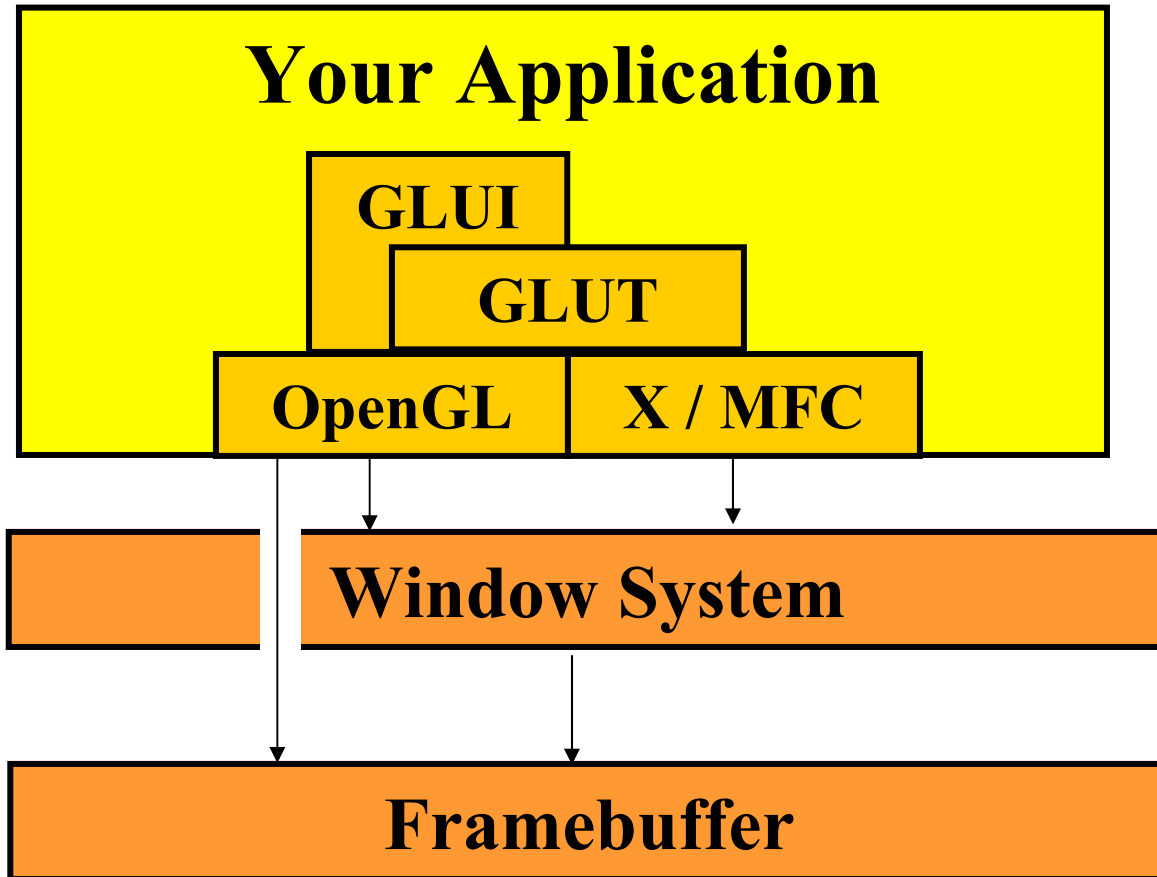 Your Application
GLUI
GLUT
OpenGL
X / MFC
Window System
Framebuffer